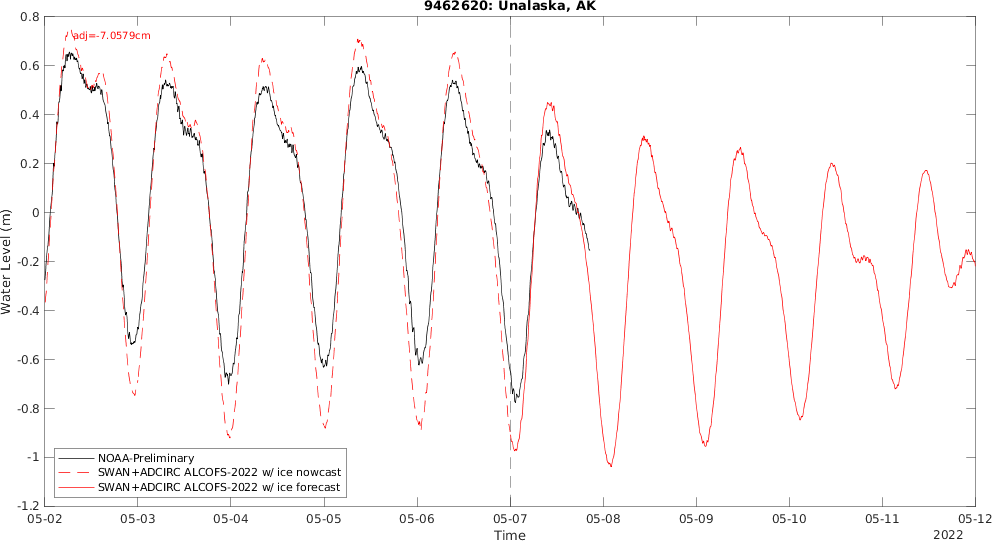 9462620: Unalaska, AK
adj=-7.0579cm
0.8
0.6
0.4
0.2
0
-0.2
-0.4
-0.6
-0.8
-1
-1.2
Water Level (m)
NOAA-Preliminary
SWAN+ADCIRC ALCOFS-2022 w/ ice nowcast
SWAN+ADCIRC ALCOFS-2022 w/ ice forecast
05-02 05-03 05-04 05-05 05-06 05-07 05-08 05-09 05-10 05-11 05-12
Time
2022